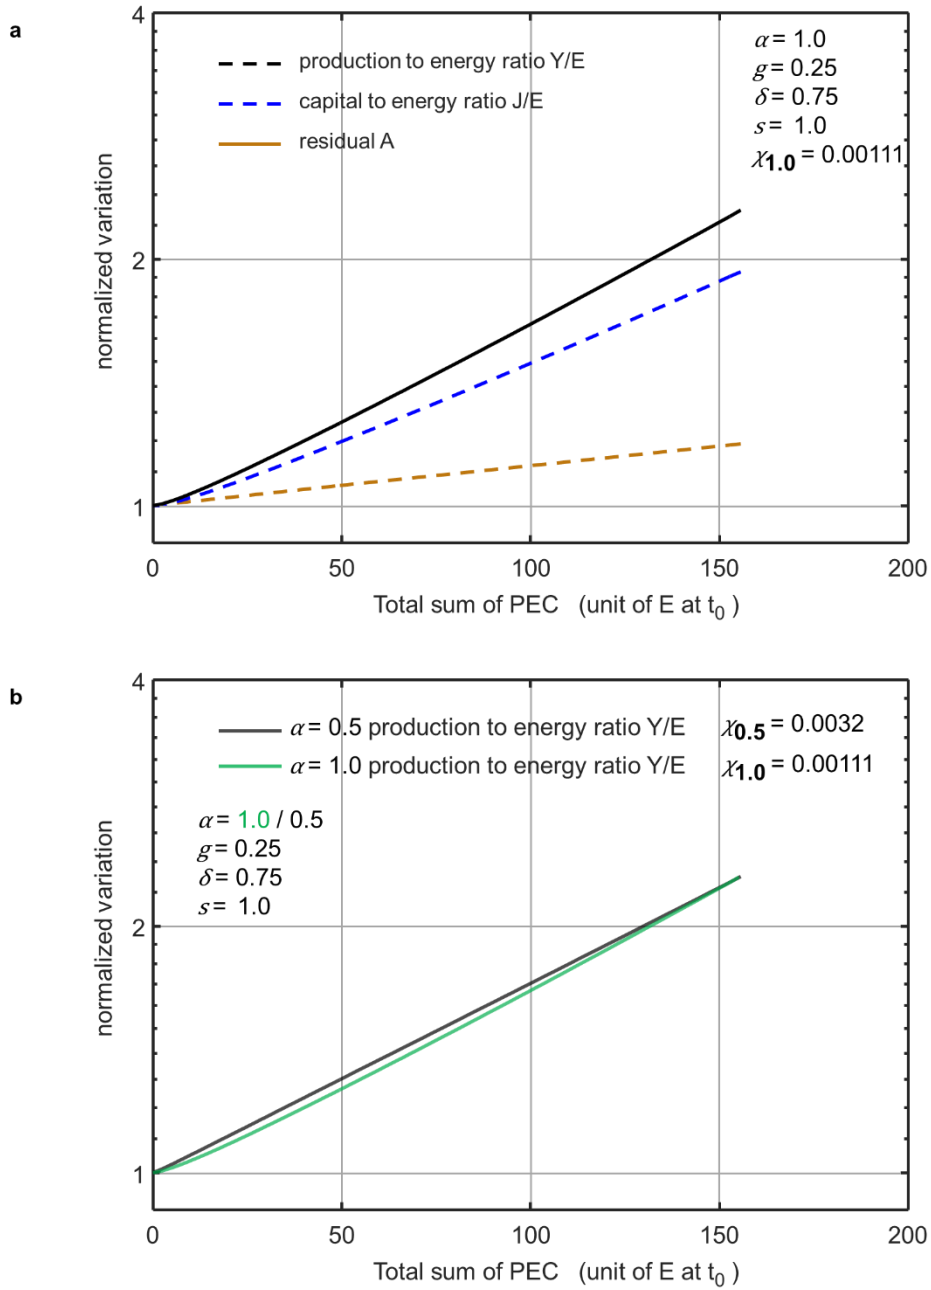 a
4
2
1
normalized variation
production to energy ratio Y/E
capital to energy ratio J/E
residual A
α = 1.0
g = 0.25
δ = 0.75
s = 1.0
χ1.0 = 0.00111
0 50 100 150 200
Total sum of PEC (unit of E at t0 )
b
4
2
1
normalized variation
α = 0.5 production to energy ratio Y/E
α = 1.0 production to energy ratio Y/E
χ0.5 = 0.0032
χ1.0 = 0.00111
α = 1.0 / 0.5
g = 0.25
δ = 0.75
s = 1.0
0 50 100 150 200
Total sum of PEC (unit of E at t0 )